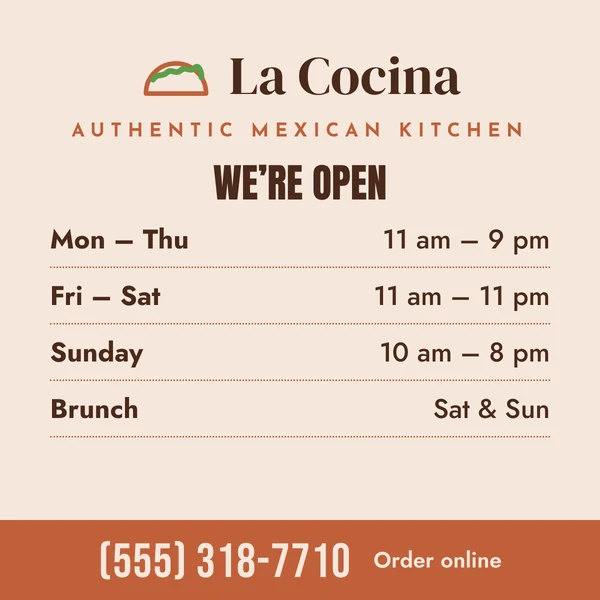 La Cocina
AUTHENTIC MEXICAN KITCHEN
WE'RE OPEN
Mon – Thu 11 am – 9 pm
Fri – Sat 11 am – 11 pm
Sunday 10 am – 8 pm
Brunch Sat & Sun
(555) 318-7710 Order online